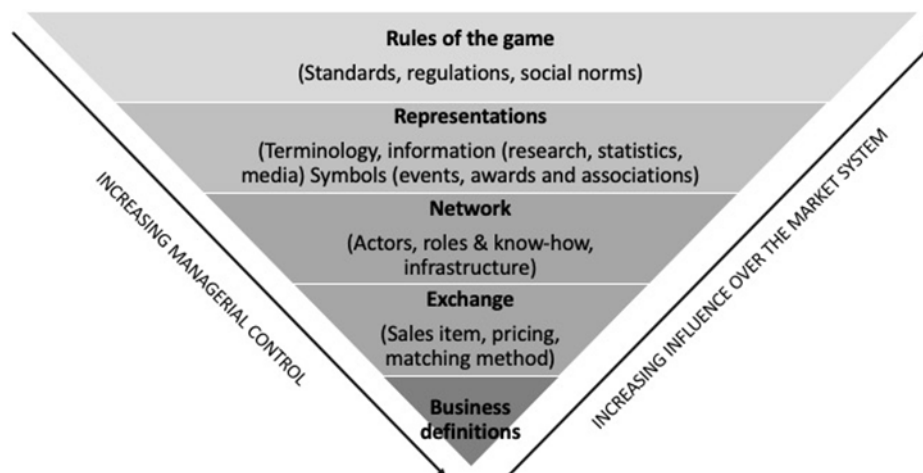 Rules of the game
(Standards, regulations, social norms)
Representations
(Terminology, information (research, statistics,
media) Symbols (events, awards and associations)
Network
(Actors, roles & know-how,
infrastructure)
Exchange
(Sales item, pricing,
matching method)
Business
definitions
INCREASING MANAGERIAL CONTROL
INCREASING INFLUENCE OVER THE MARKET SYSTEM